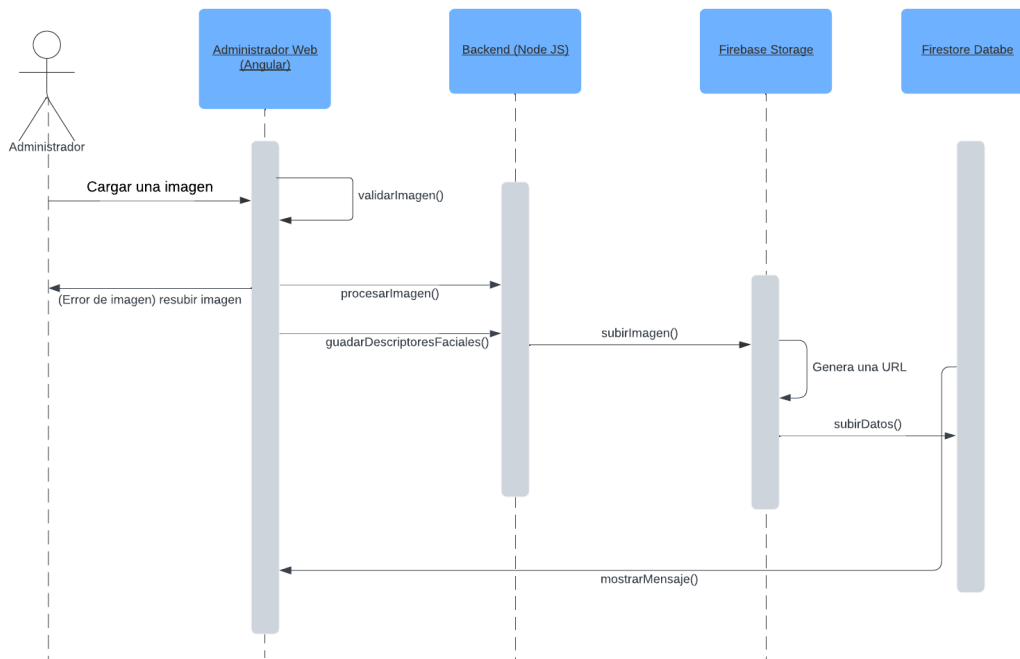 Administrador Web
(Angular)
Backend (Node JS)
Firebase Storage
Firestore Databe
Administrador
Cargar una imagen
validarImagen()
(Error de imagen) resubir imagen
procesarImagen()
guadarDescriptoresFaciales()
subirImagen()
Genera una URL
subirDatos()
mostrarMensaje()